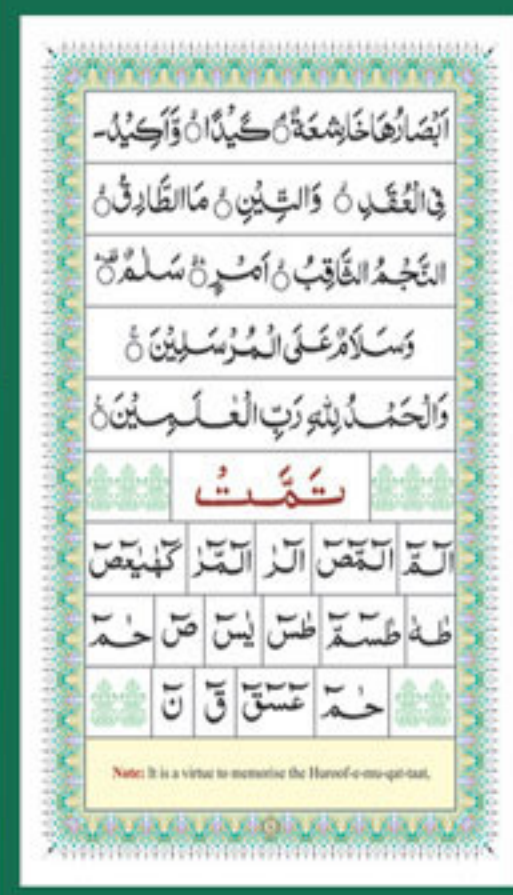 اَبْصَارُهَا خَاشِعَةٌ ۘ كَيْدًا ۙ وَّاَكِيْدُ۔
فِي الْعُقَدِ ۙ وَالتِّيْنِ ۙ مَا الطَّارِقُ ۙ
النَّجْمُ الثَّاقِبُ ۙ اَمْرٍ ۛ سَلٰمٌ ۛ
وَسَلَامٌ عَلَى الْمُرْسَلِيْنَ ۚ
وَالْحَمْدُ لِلّٰهِ رَبِّ الْعٰلَمِيْنَ ۠
تَمَّتْ
الٓمّٓ الٓمّٓصٓ الٓرٰ الٓمّٓرٰ كٓهٰيٰعٓصٓ
طٰهٰ طٰسٓمّٓ طٰسٓ يٰسٓ صٓ حٰمٓ
حٰمٓ عٓسٓقٓ قٓ نٓ
Note: It is a virtue to memorise the Huroof-e-mu-qat-taat,